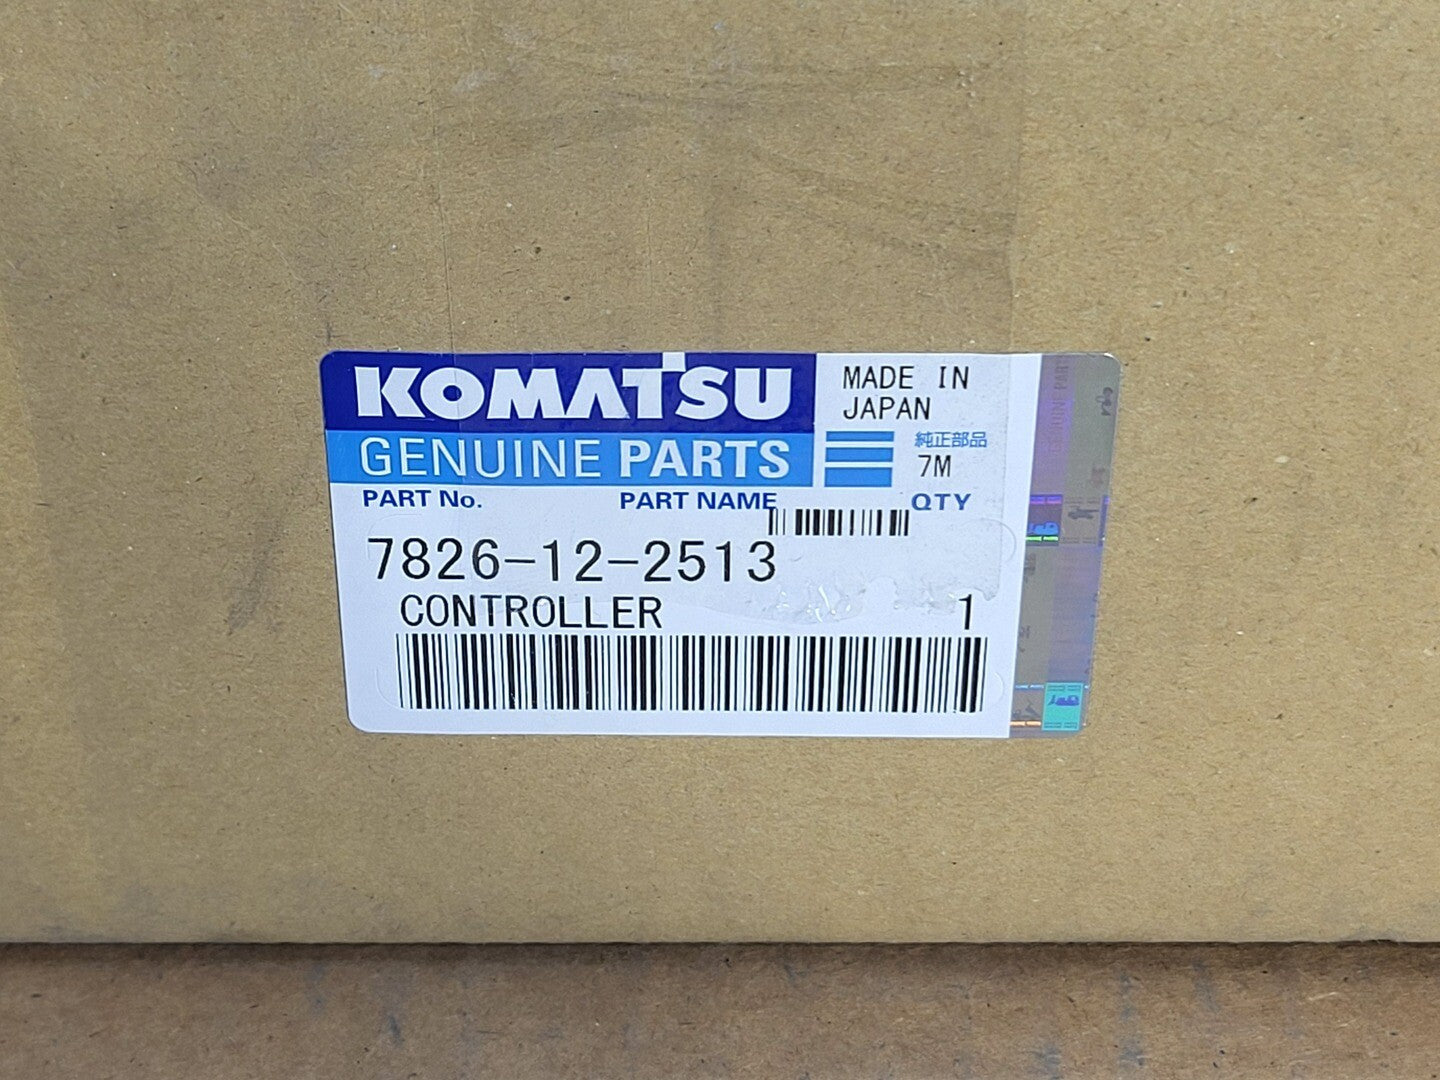 KOMATSU
GENUINE PARTS
MADE IN
JAPAN
純正部品
7M
PART No. PART NAME QTY
7826-12-2513
CONTROLLER 1